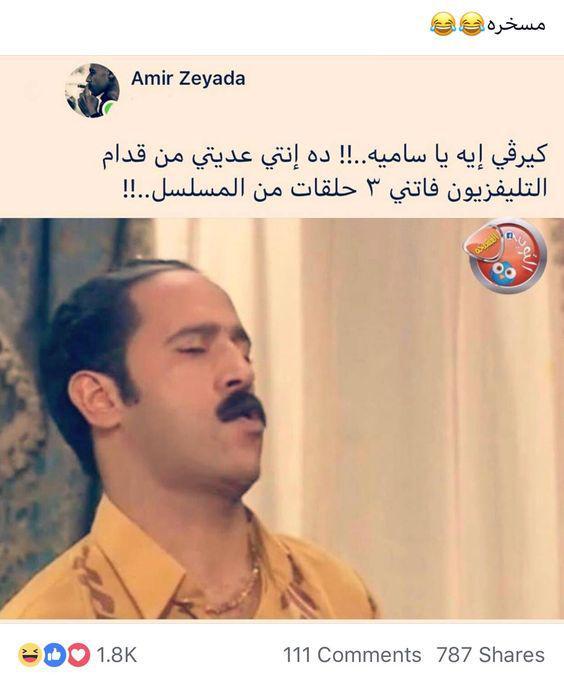 مسخره😂😂
Amir Zeyada
كيرڤي إيه يا ساميه..!! ده إنتي عديتي من قدام
التليفزيون فاتني ٣ حلقات من المسلسل..!!
1.8K
111 Comments
787 Shares